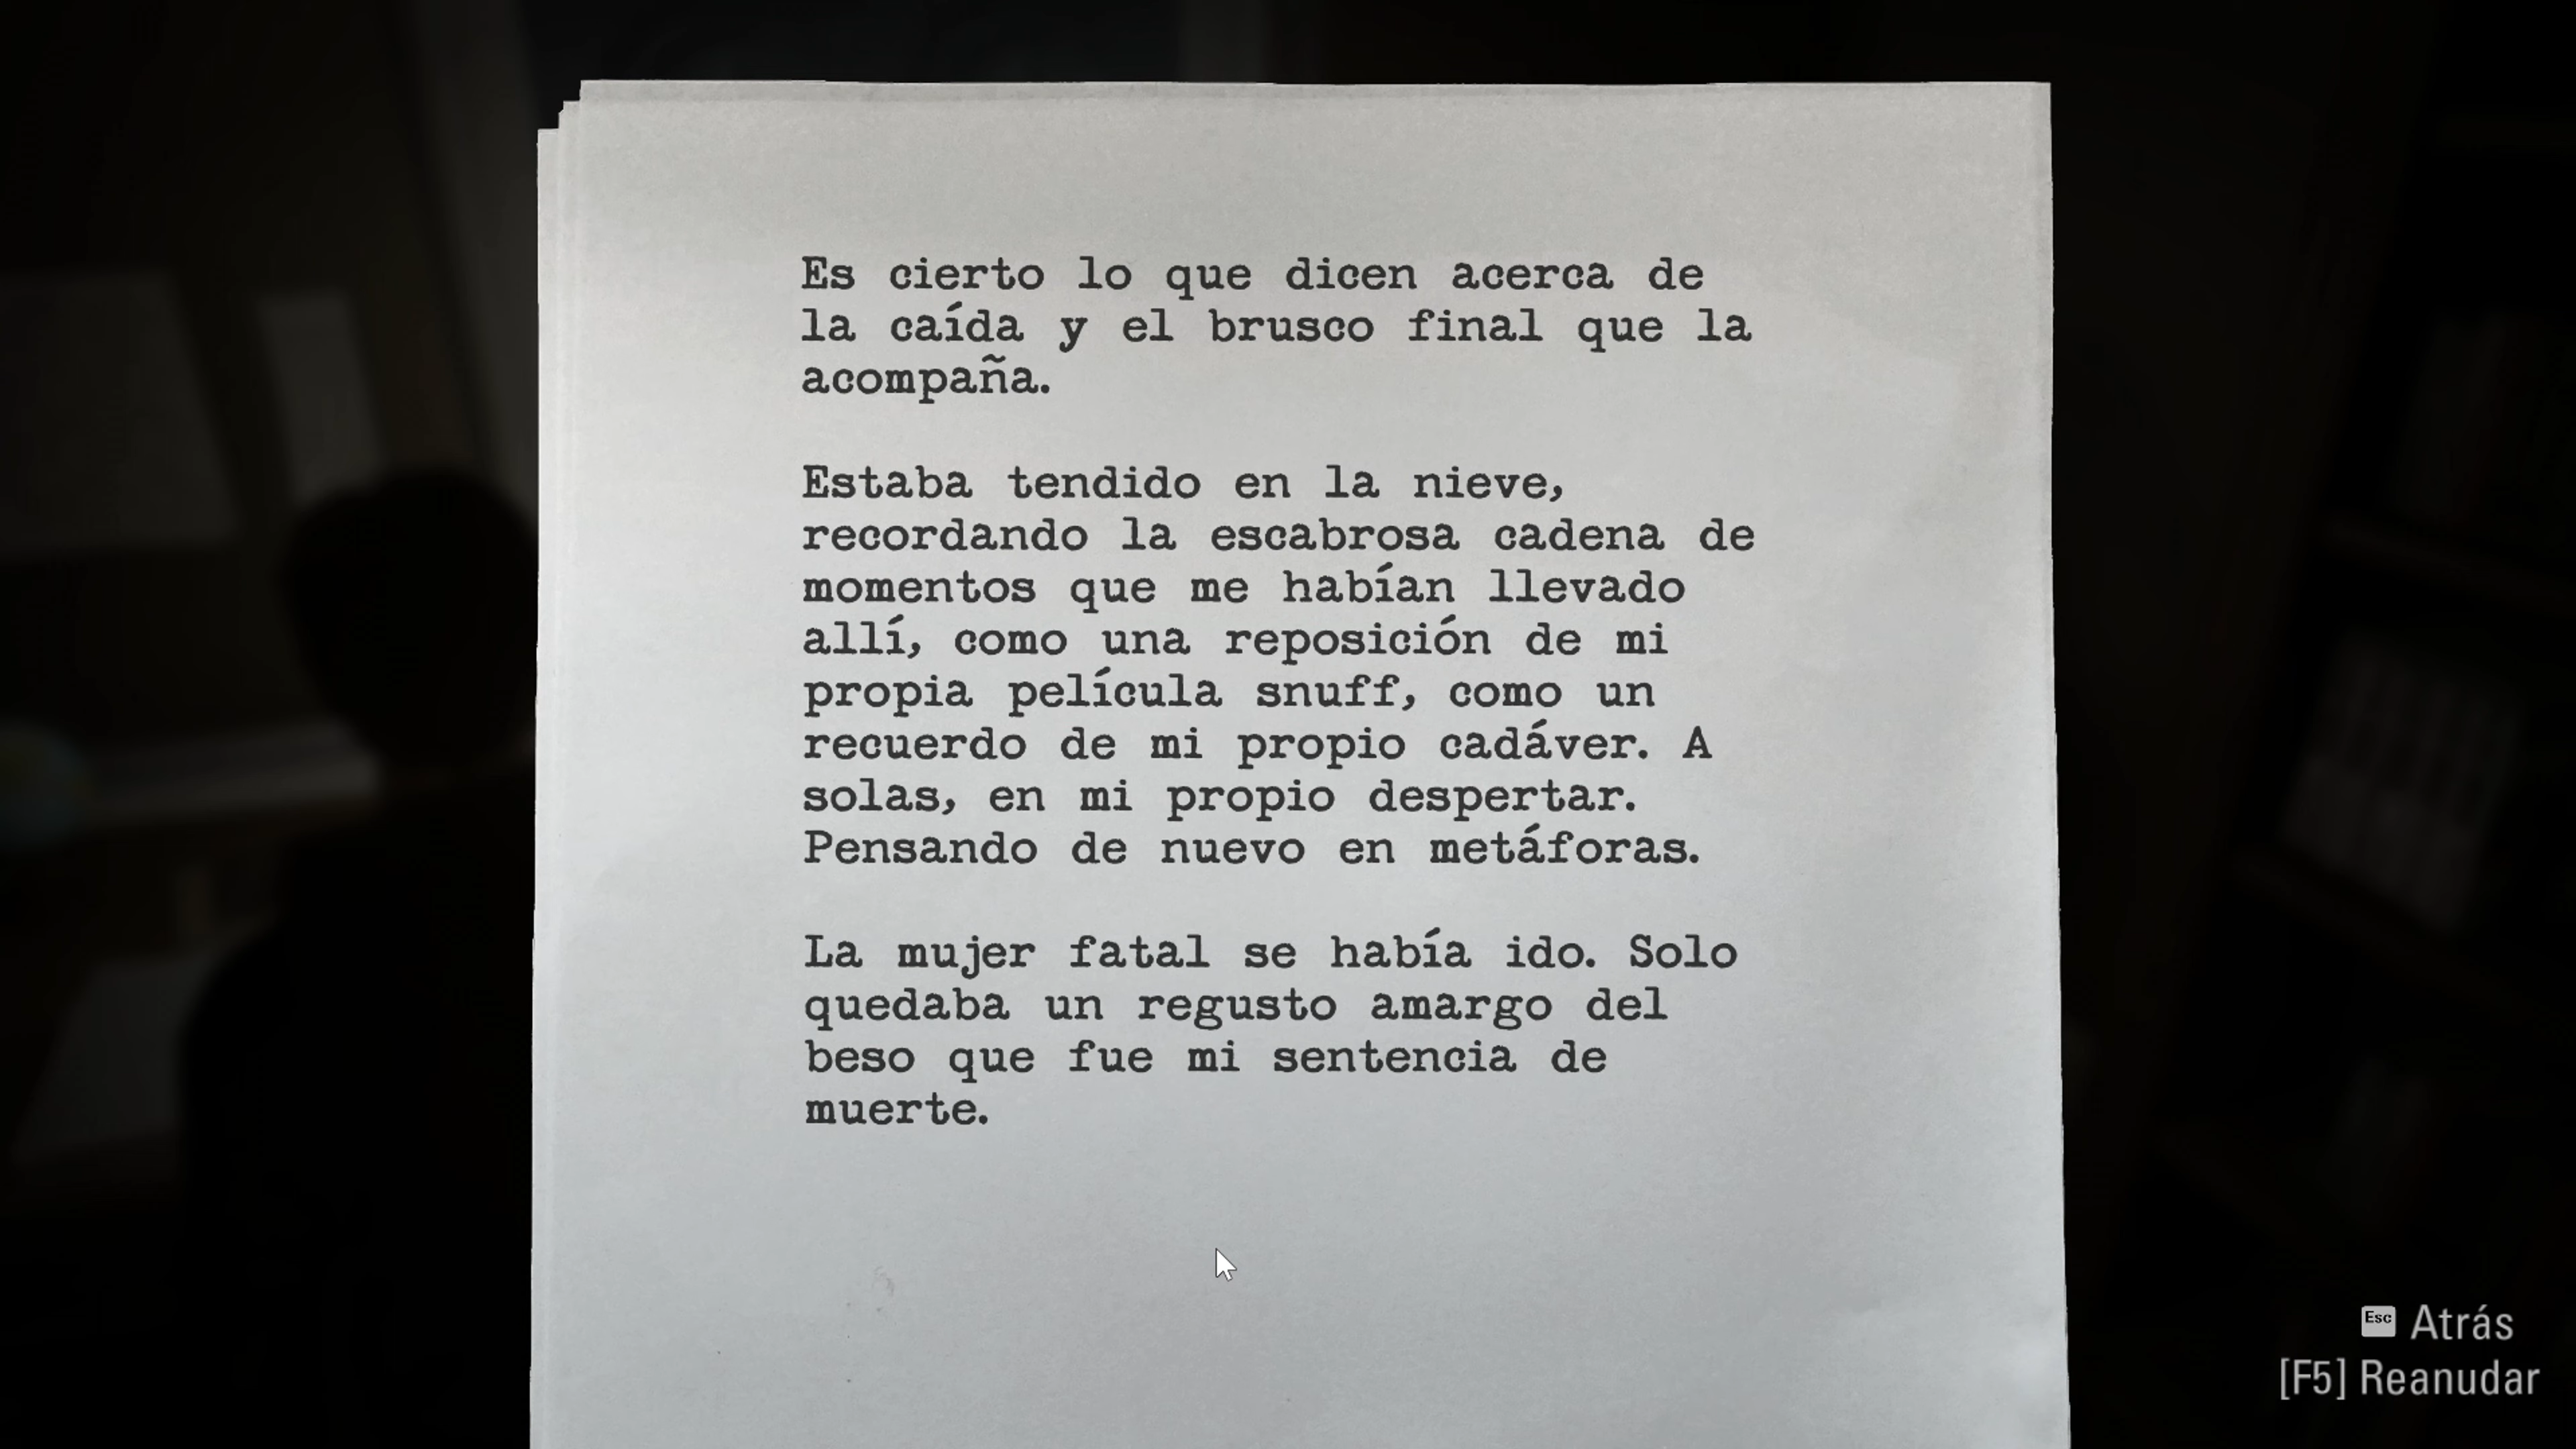 Es cierto lo que dicen acerca de
la caída y el brusco final que la
acompaña.
Estaba tendido en la nieve,
recordando la escabrosa cadena de
momentos que me habían llevado
allí, como una reposición de mi
propia película snuff, como un
recuerdo de mi propio cadáver. A
solas, en mi propio despertar.
Pensando de nuevo en metáforas.
La mujer fatal se había ido. Solo
quedaba un regusto amargo del
beso que fue mi sentencia de
muerte.
Esc Atrás
[F5] Reanudar